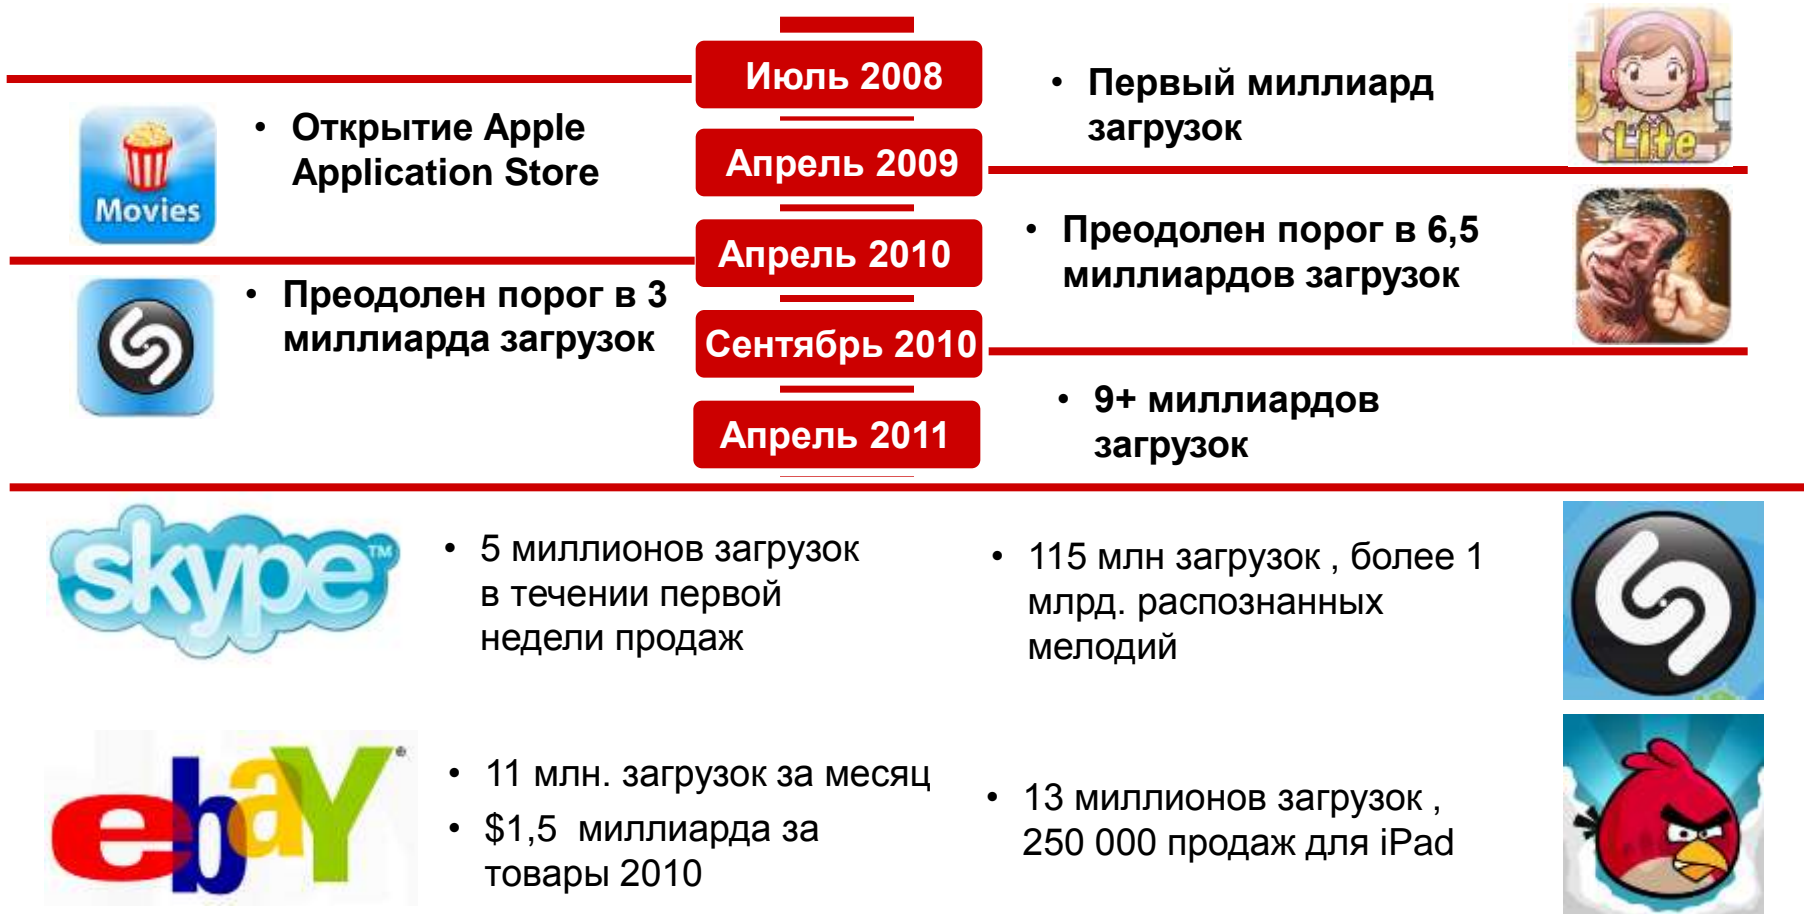 Июль 2008
• Открытие Apple
Application Store
Movies
• Первый миллиард
загрузок
Lite
Апрель 2009
Апрель 2010
• Преодолен порог в 3
миллиарда загрузок
• Преодолен порог в 6,5
миллиардов загрузок
Сентябрь 2010
Апрель 2011
• 9+ миллиардов
загрузок
skype™
• 5 миллионов загрузок
в течении первой
недели продаж
• 115 млн загрузок , более 1
млрд. распознанных
мелодий
ebaY®
• 11 млн. загрузок за месяц
• $1,5 миллиарда за
товары 2010
• 13 миллионов загрузок ,
250 000 продаж для iPad